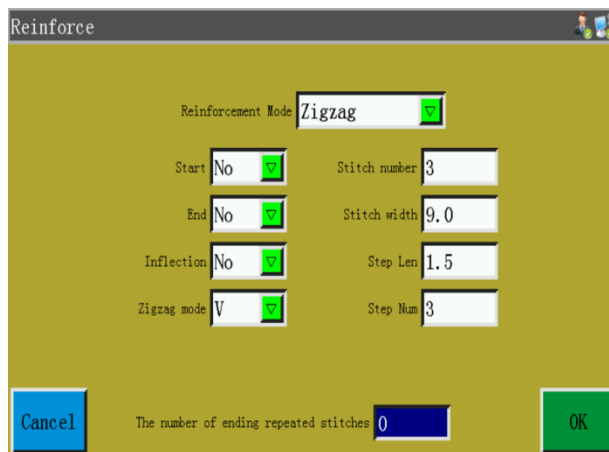 Reinforce
Reinforcement Mode Zigzag
Start No Stitch number 3
End No Stitch width 9.0
Inflection No Step Len 1.5
Zigzag mode V Step Num 3
Cancel The number of ending repeated stitches 0 OK